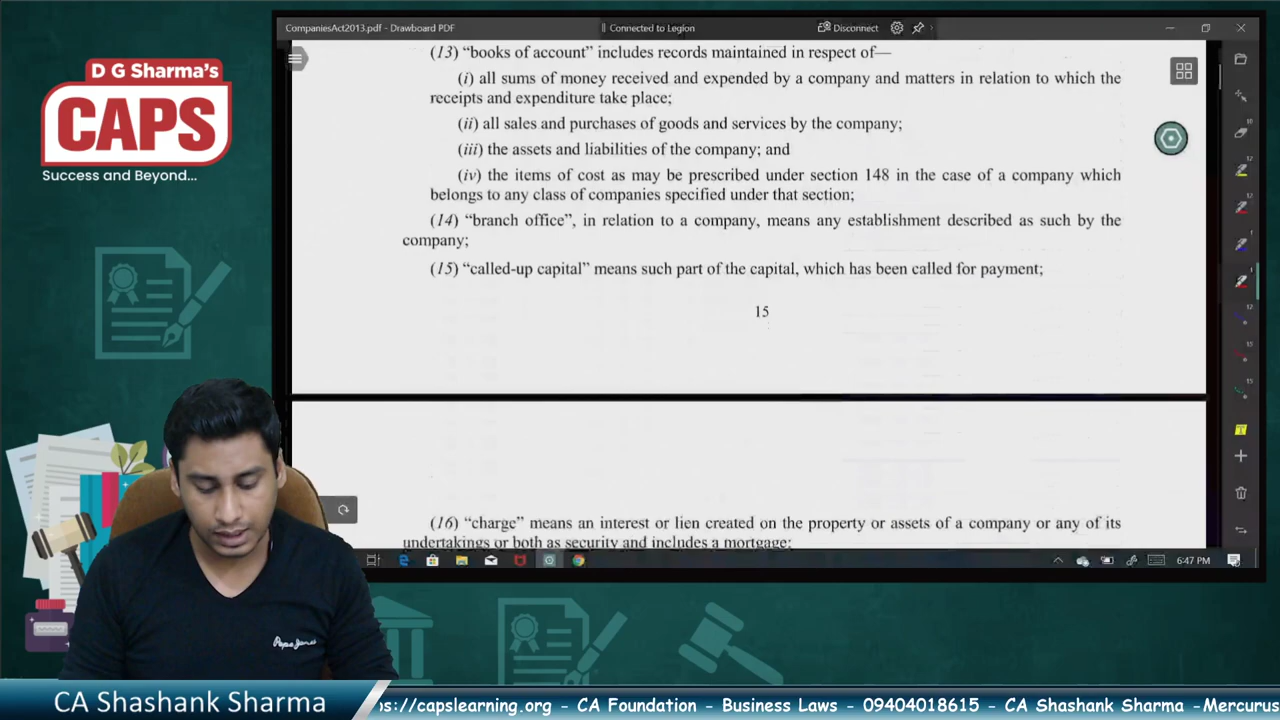 D G Sharma's
CAPS
Success and Beyond...
CompaniesAct2013.pdf - Drawboard PDF
Connected to Legion
Disconnect
(13) “books of account” includes records maintained in respect of—
(i) all sums of money received and expended by a company and matters in relation to which the
receipts and expenditure take place;
(ii) all sales and purchases of goods and services by the company;
(iii) the assets and liabilities of the company; and
(iv) the items of cost as may be prescribed under section 148 in the case of a company which
belongs to any class of companies specified under that section;
(14) “branch office”, in relation to a company, means any establishment described as such by the
company;
(15) “called-up capital” means such part of the capital, which has been called for payment;
15
(16) “charge” means an interest or lien created on the property or assets of a company or any of its
undertakings or both as security and includes a mortgage;
6:47 PM
Pepe Jeans
CA Shashank Sharma
ps://capslearning.org - CA Foundation - Business Laws - 09404018615 - CA Shashank Sharma -Mercurus